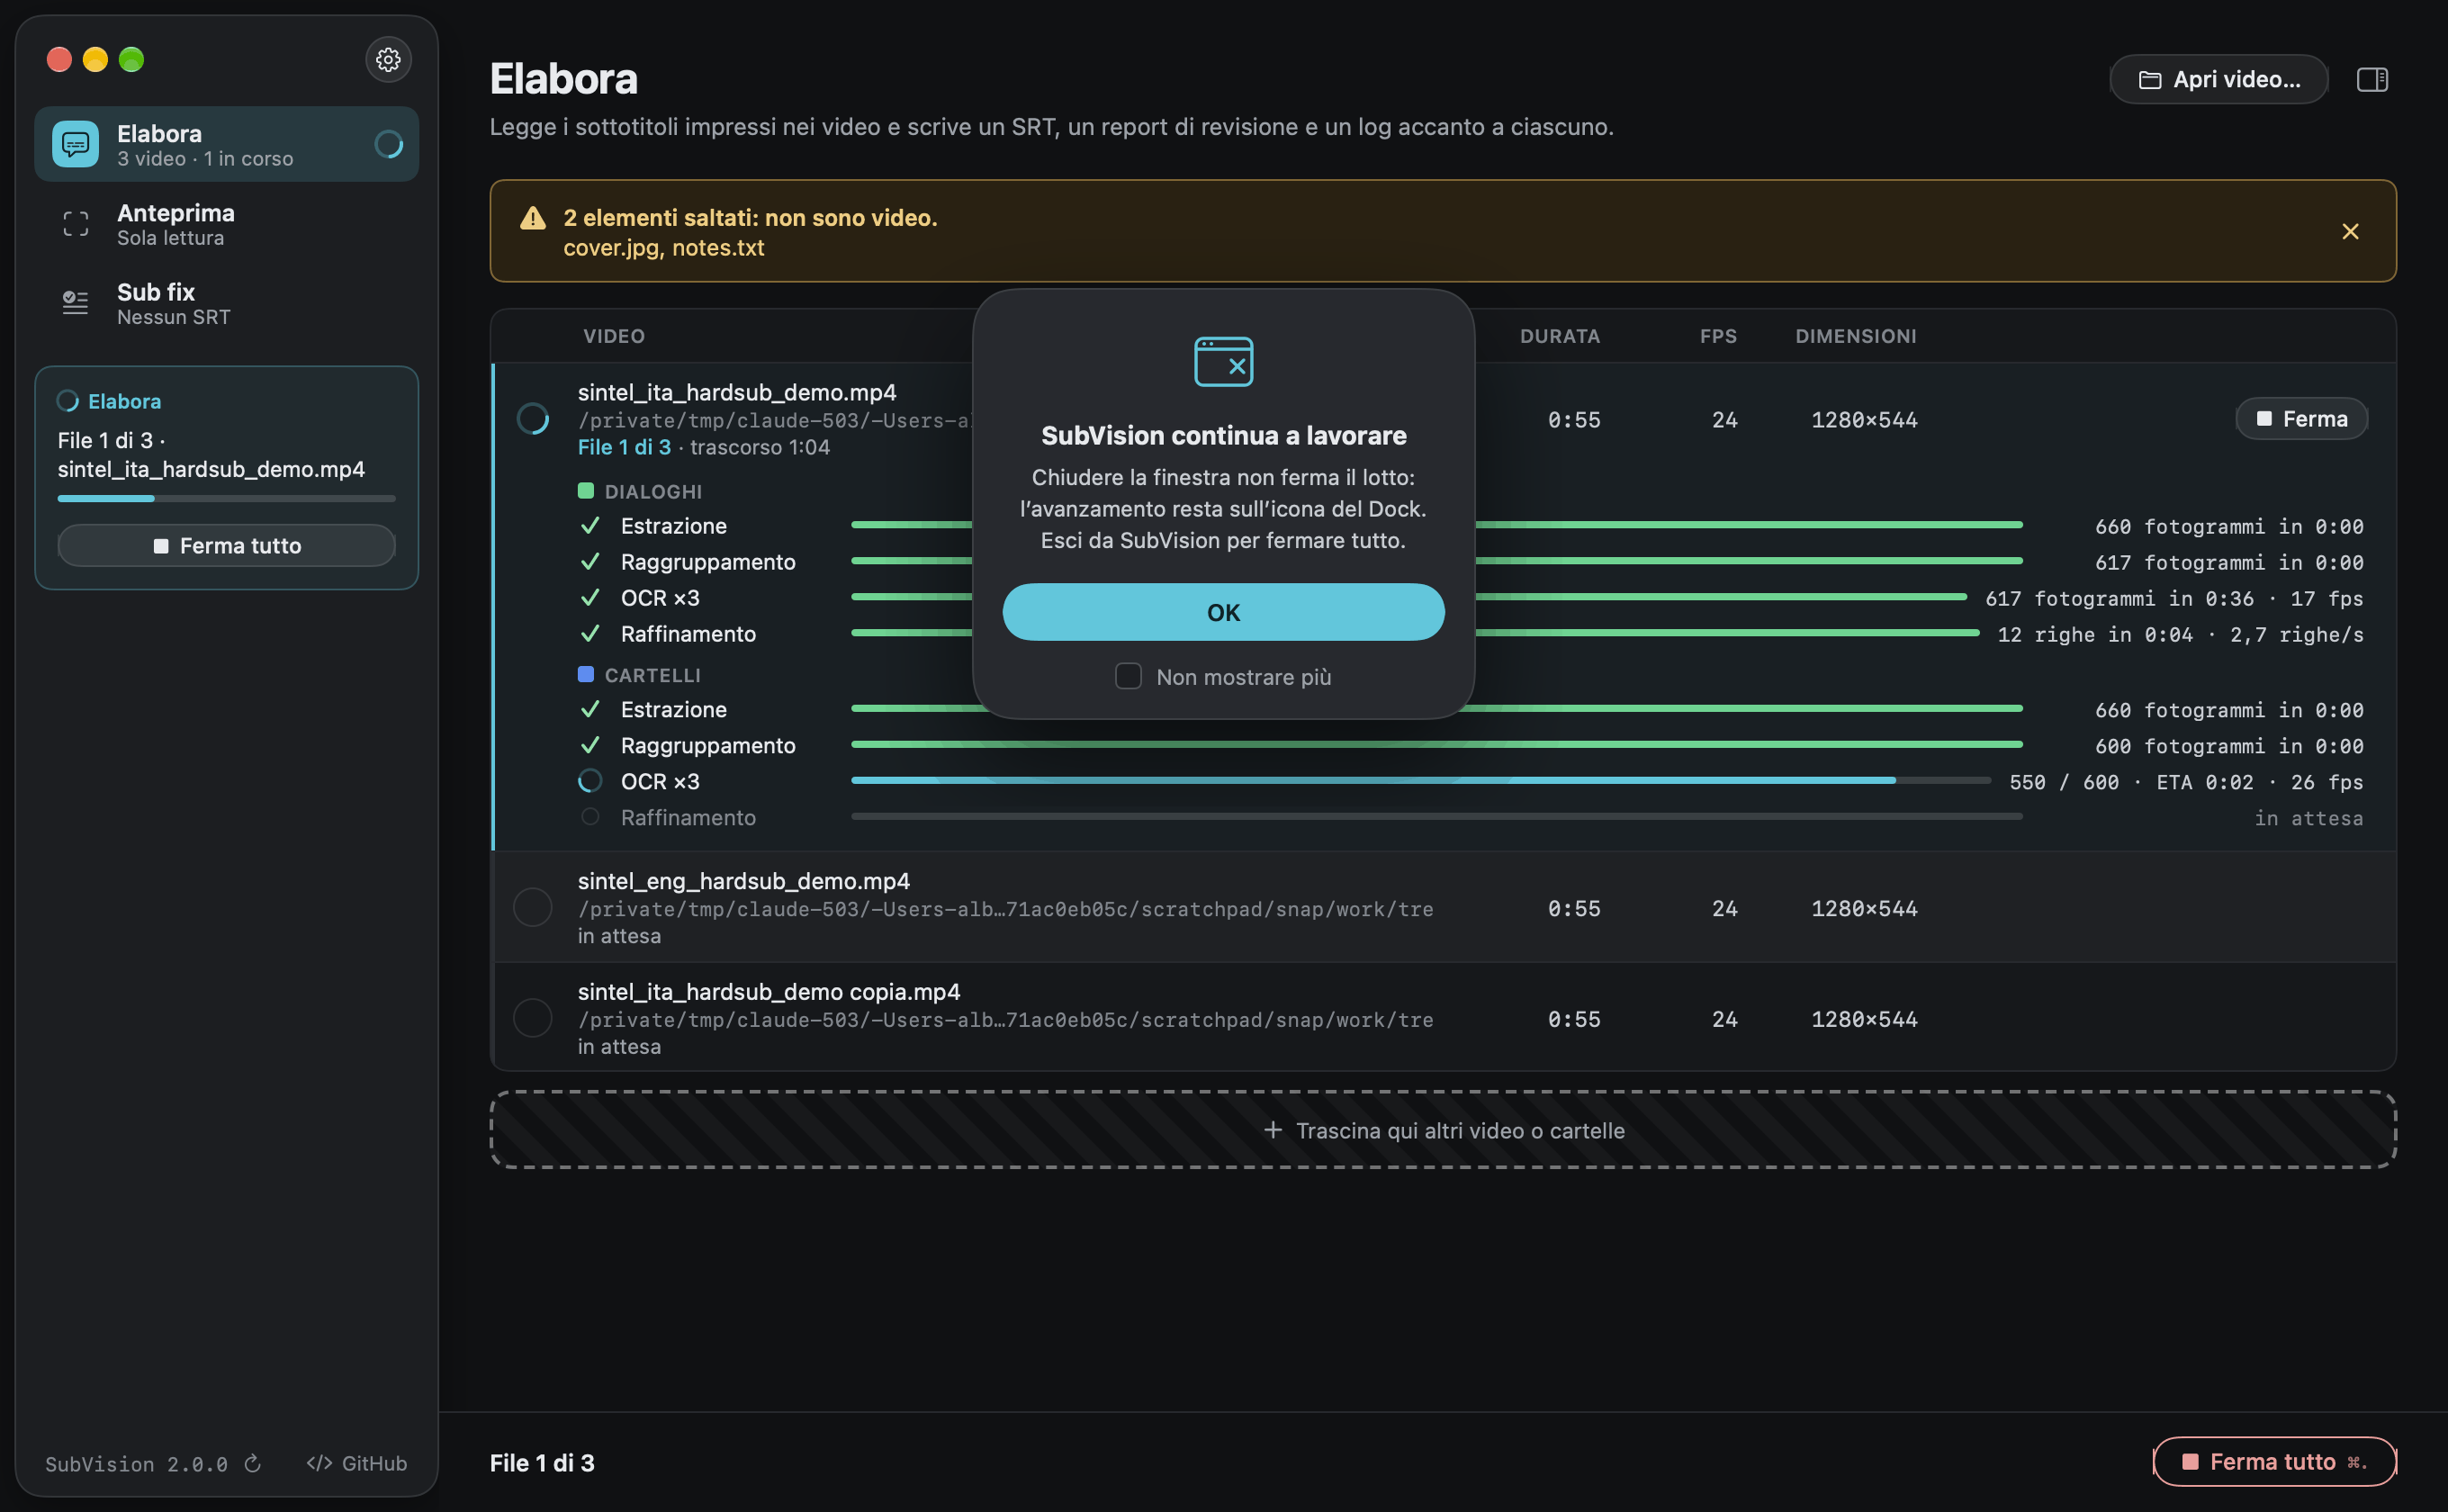 Elabora
3 video · 1 in corso
Anteprima
Sola lettura
Sub fix
Nessun SRT
Elabora
File 1 di 3 ·
sintel_ita_hardsub_demo.mp4
Ferma tutto
SubVision 2.0.0
</> GitHub
Elabora
Legge i sottotitoli impressi nei video e scrive un SRT, un report di revisione e un log accanto a ciascuno.
Apri video...
2 elementi saltati: non sono video.
cover.jpg, notes.txt
VIDEO DURATA FPS DIMENSIONI
sintel_ita_hardsub_demo.mp4
/private/tmp/claude-503/-Users-al
File 1 di 3 · trascorso 1:04
0:55 24 1280×544
Ferma
DIALOGHI
Estrazione 660 fotogrammi in 0:00
Raggruppamento 617 fotogrammi in 0:00
OCR ×3 617 fotogrammi in 0:36 · 17 fps
Raffinamento 12 righe in 0:04 · 2,7 righe/s
CARTELLI
Estrazione 660 fotogrammi in 0:00
Raggruppamento 600 fotogrammi in 0:00
OCR ×3 550 / 600 · ETA 0:02 · 26 fps
Raffinamento in attesa
SubVision continua a lavorare
Chiudere la finestra non ferma il lotto:
l’avanzamento resta sull’icona del Dock.
Esci da SubVision per fermare tutto.
OK
Non mostrare più
sintel_eng_hardsub_demo.mp4
/private/tmp/claude-503/-Users-alb…71ac0eb05c/scratchpad/snap/work/tre
in attesa
0:55 24 1280×544
sintel_ita_hardsub_demo copia.mp4
/private/tmp/claude-503/-Users-alb…71ac0eb05c/scratchpad/snap/work/tre
in attesa
0:55 24 1280×544
+ Trascina qui altri video o cartelle
File 1 di 3
Ferma tutto ⌘.